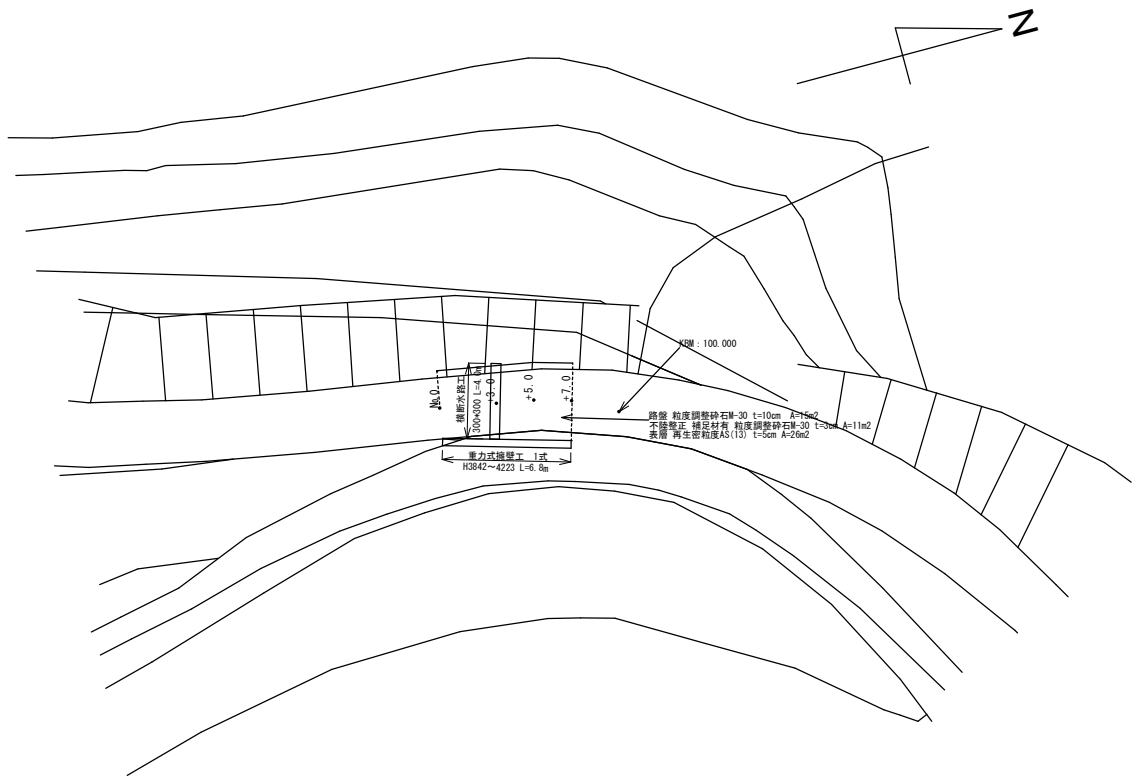 N
KBM : 100.000
No.0
横断水路工
300*300 L=4.0m
+3.0
+5.0
+7.0
路盤 粒度調整砕石M-30 t=10cm A=15m2
不陸整正 補足材有 粒度調整砕石M-30 t=3cm A=11m2
表層 再生密粒度AS(13) t=5cm A=26m2
重力式擁壁工 1式
H3842～4223 L=6.8m